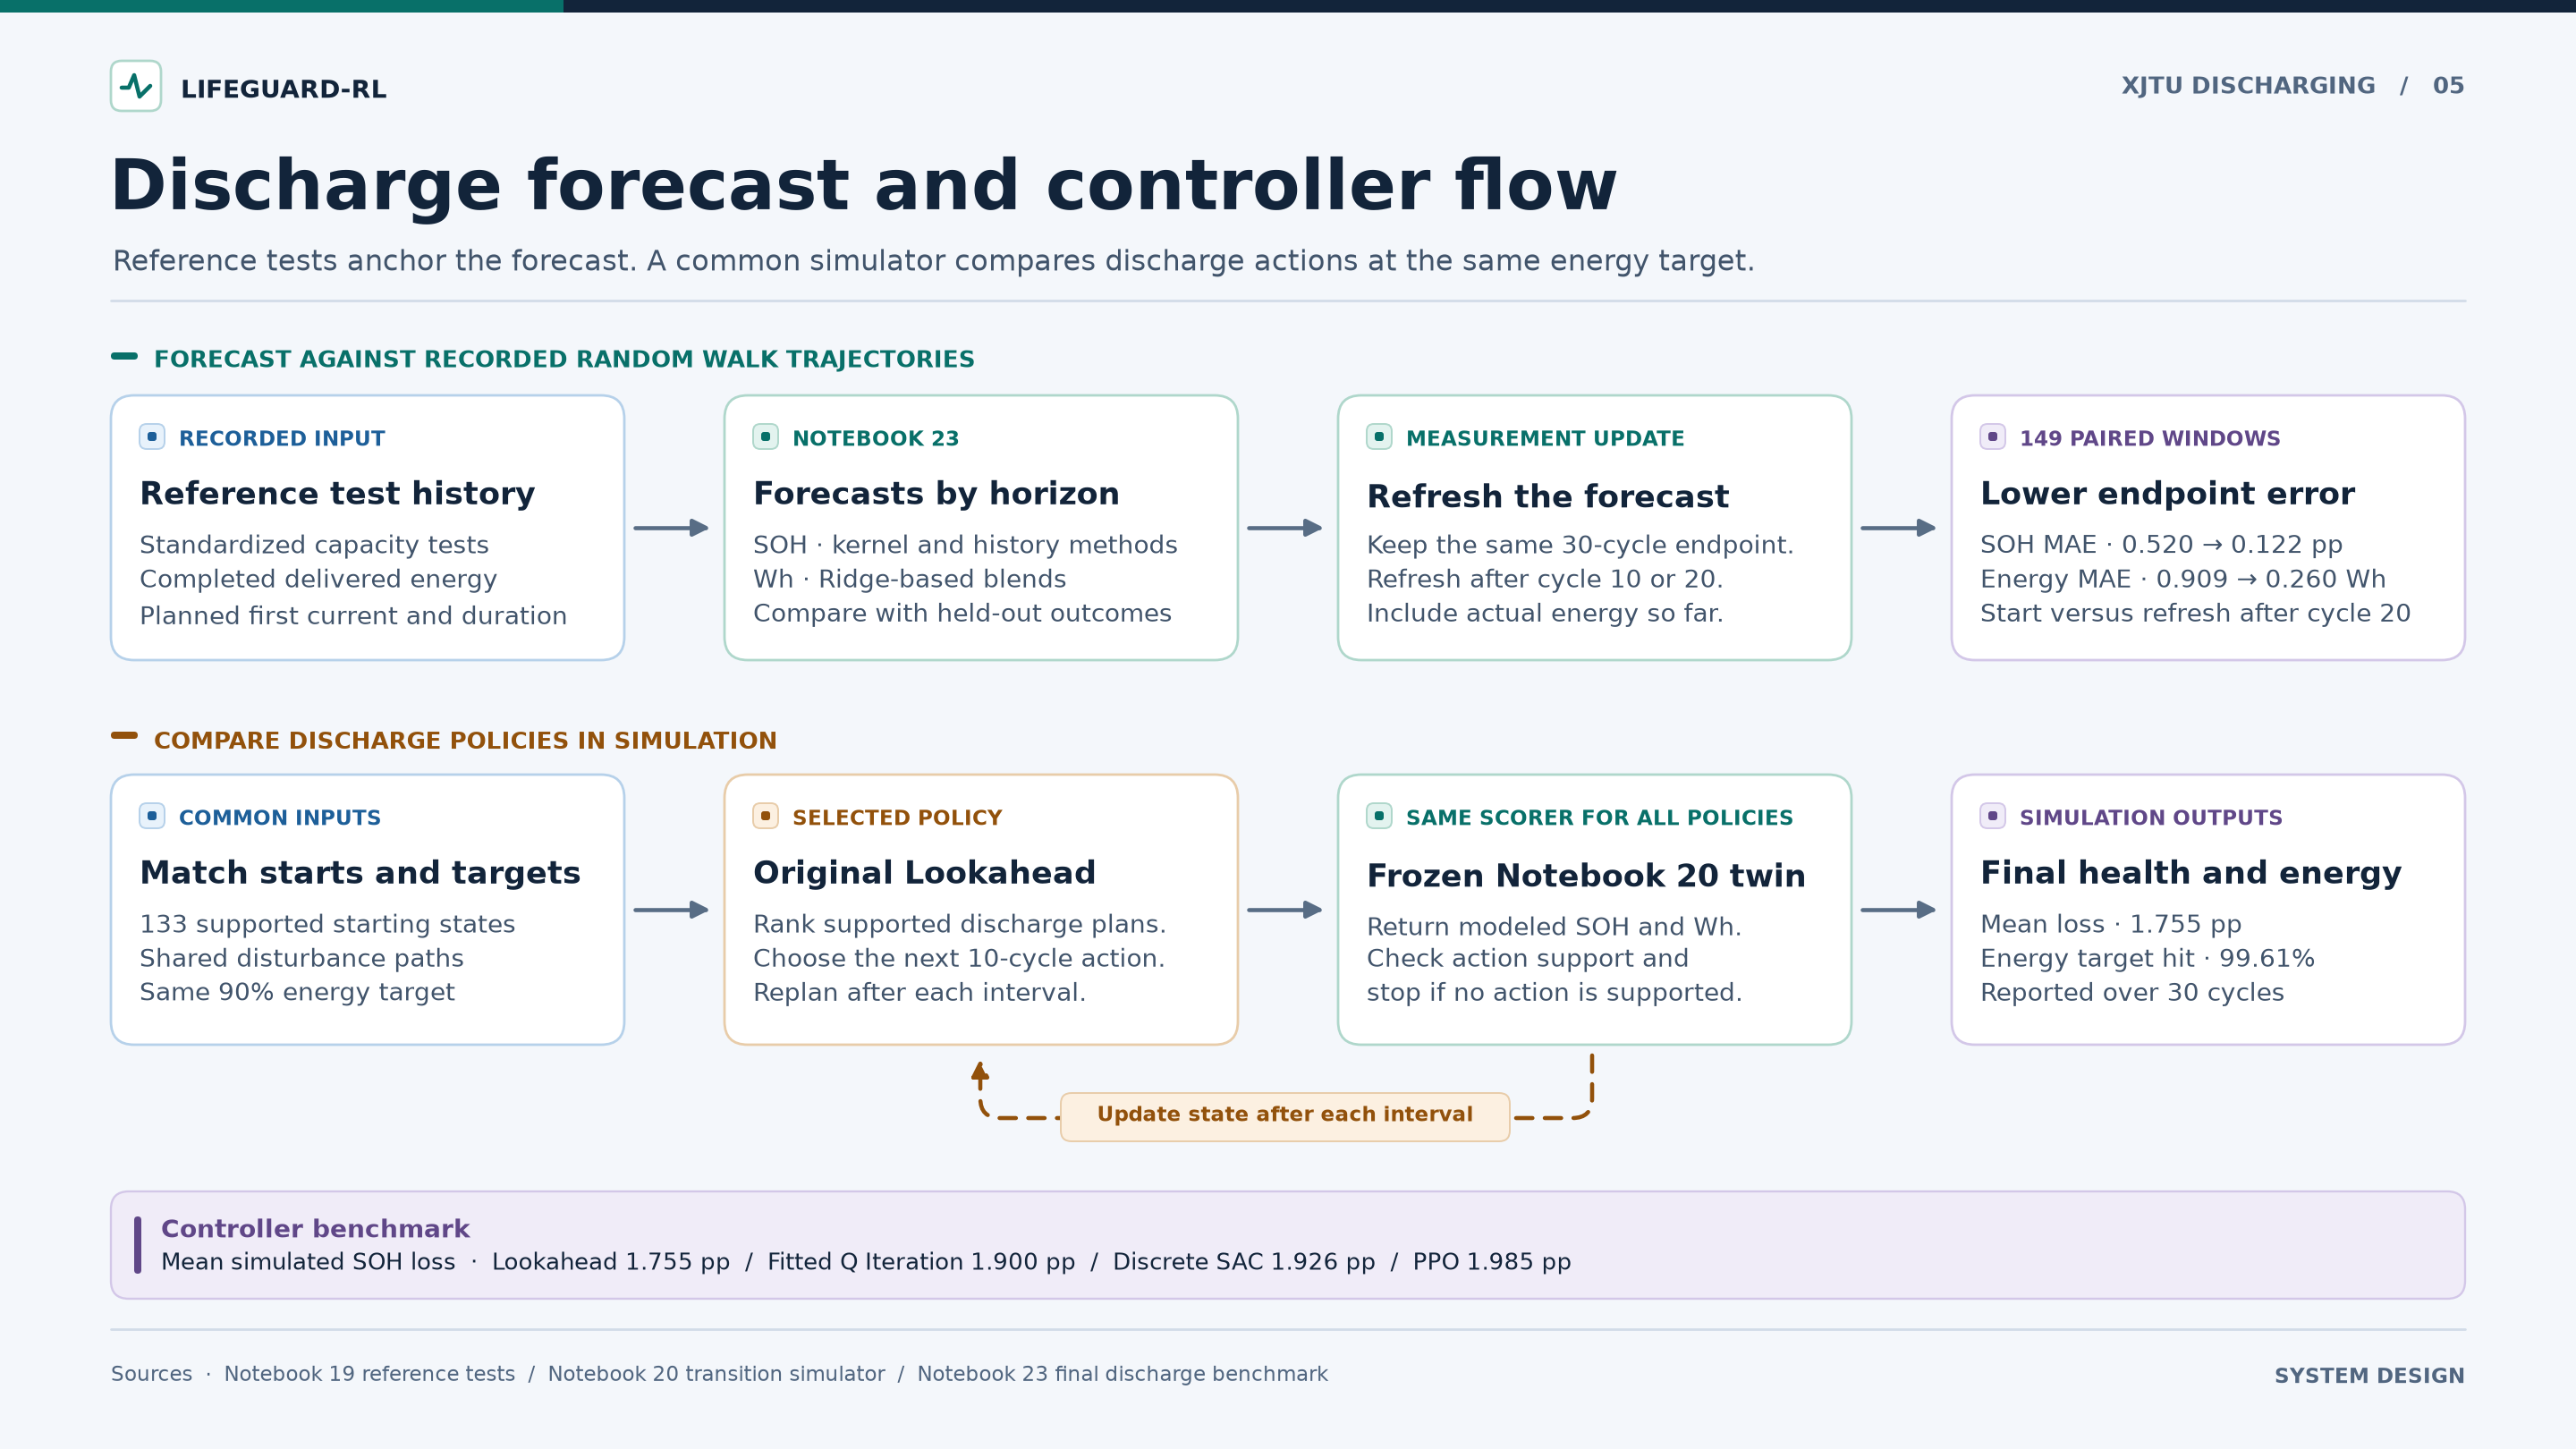 LIFEGUARD-RL
XJTU DISCHARGING / 05
Discharge forecast and controller flow
Reference tests anchor the forecast. A common simulator compares discharge actions at the same energy target.
FORECAST AGAINST RECORDED RANDOM WALK TRAJECTORIES
RECORDED INPUT
Reference test history
Standardized capacity tests
Completed delivered energy
Planned first current and duration
NOTEBOOK 23
Forecasts by horizon
SOH · kernel and history methods
Wh · Ridge-based blends
Compare with held-out outcomes
MEASUREMENT UPDATE
Refresh the forecast
Keep the same 30-cycle endpoint.
Refresh after cycle 10 or 20.
Include actual energy so far.
149 PAIRED WINDOWS
Lower endpoint error
SOH MAE · 0.520 → 0.122 pp
Energy MAE · 0.909 → 0.260 Wh
Start versus refresh after cycle 20
COMPARE DISCHARGE POLICIES IN SIMULATION
COMMON INPUTS
Match starts and targets
133 supported starting states
Shared disturbance paths
Same 90% energy target
SELECTED POLICY
Original Lookahead
Rank supported discharge plans.
Choose the next 10-cycle action.
Replan after each interval.
SAME SCORER FOR ALL POLICIES
Frozen Notebook 20 twin
Return modeled SOH and Wh.
Check action support and
stop if no action is supported.
SIMULATION OUTPUTS
Final health and energy
Mean loss · 1.755 pp
Energy target hit · 99.61%
Reported over 30 cycles
Update state after each interval
Controller benchmark
Mean simulated SOH loss · Lookahead 1.755 pp / Fitted Q Iteration 1.900 pp / Discrete SAC 1.926 pp / PPO 1.985 pp
Sources · Notebook 19 reference tests / Notebook 20 transition simulator / Notebook 23 final discharge benchmark
SYSTEM DESIGN